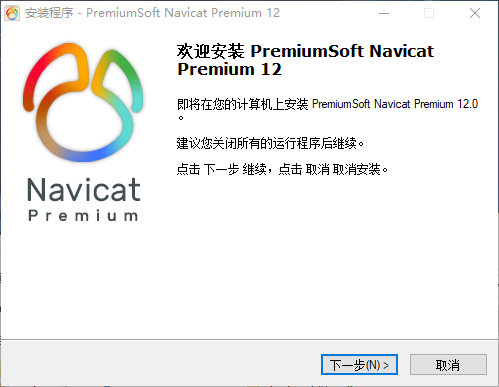 安装程序 - PremiumSoft Navicat Premium 12
欢迎安装 PremiumSoft Navicat
Premium 12
即将在您的计算机上安装 PremiumSoft Navicat Premium 12.0
。
建议您关闭所有的运行程序后继续。
点击 下一步 继续，点击 取消 取消安装。
Navicat
Premium
下一步(N) >
取消